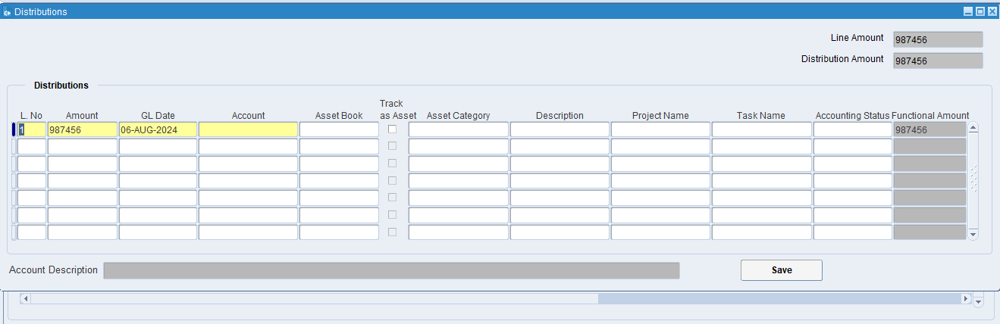 Distributions
Line Amount 987456
Distribution Amount 987456
Distributions
Track
L. No Amount GL Date Account Asset Book as Asset Asset Category Description Project Name Task Name Accounting Status Functional Amount
1 987456 06-AUG-2024 987456
Account Description Save